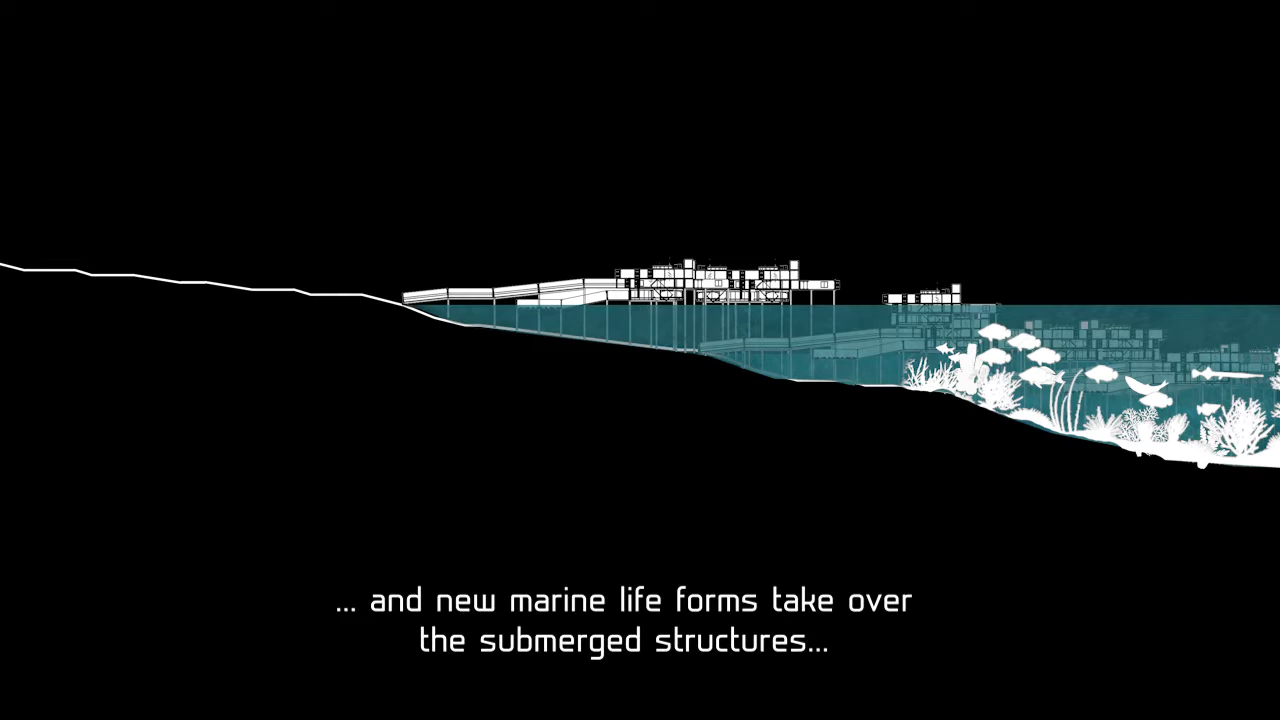 ... and new marine life forms take over
the submerged structures...